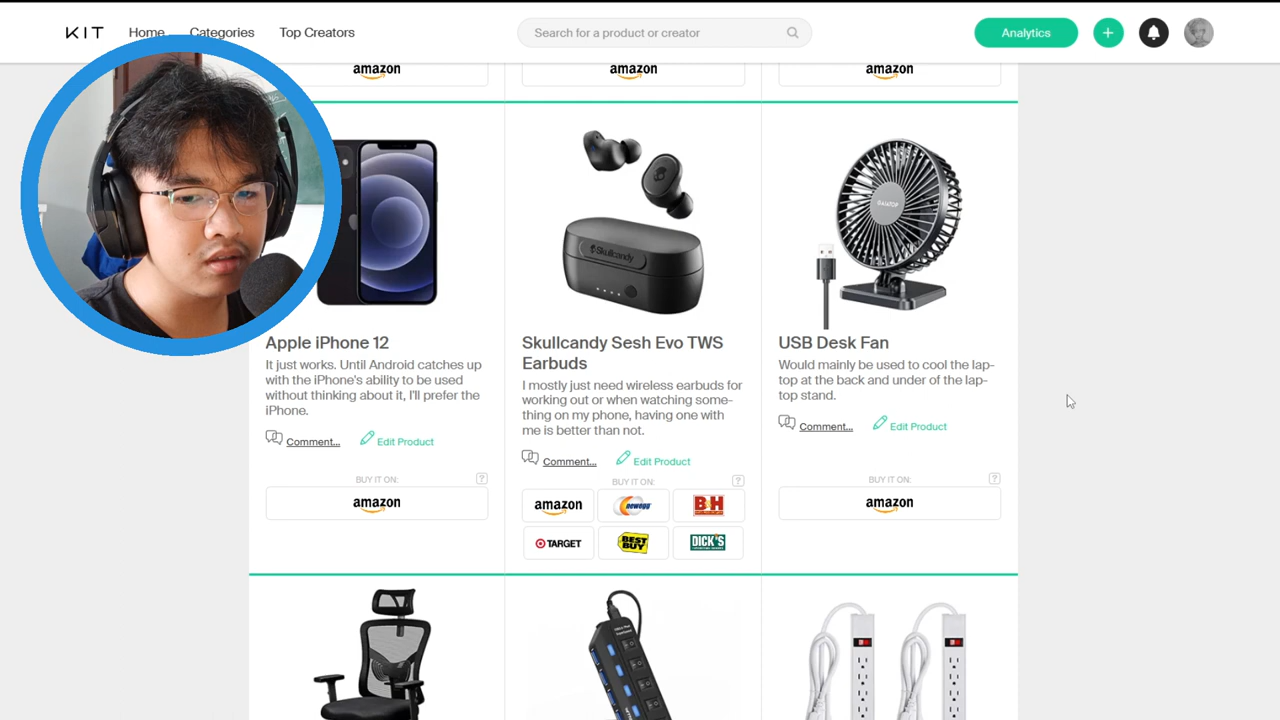 KIT Home Categories Top Creators Search for a product or creator Analytics +
amazon amazon amazon
Skullcandy
GAIATOP
Apple iPhone 12
It just works. Until Android catches up
with the iPhone's ability to be used
without thinking about it, I'll prefer the
iPhone.
Comment... Edit Product
BUY IT ON: ?
amazon
Skullcandy Sesh Evo TWS
Earbuds
I mostly just need wireless earbuds for
working out or when watching some-
thing on my phone, having one with
me is better than not.
Comment... Edit Product
BUY IT ON: ?
amazon newegg B&H
TARGET BEST BUY DICK'S
USB Desk Fan
Would mainly be used to cool the lap-
top at the back and under of the lap-
top stand.
Comment... Edit Product
BUY IT ON: ?
amazon